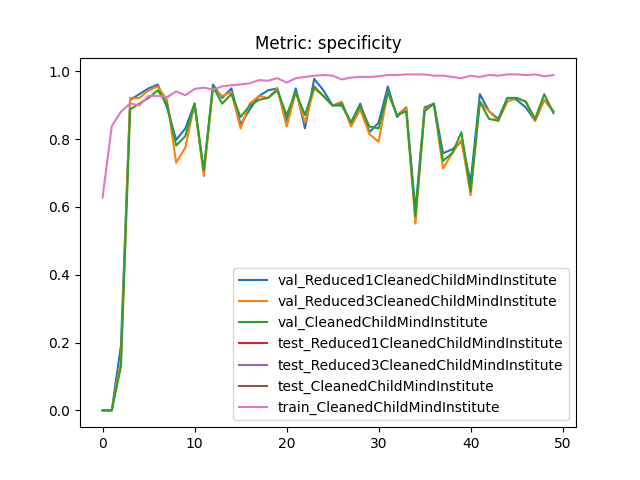 Metric: specificity
1.0
0.8
0.6
0.4
0.2
0.0
val_Reduced1CleanedChildMindInstitute
val_Reduced3CleanedChildMindInstitute
val_CleanedChildMindInstitute
test_Reduced1CleanedChildMindInstitute
test_Reduced3CleanedChildMindInstitute
test_CleanedChildMindInstitute
train_CleanedChildMindInstitute
0 10 20 30 40 50